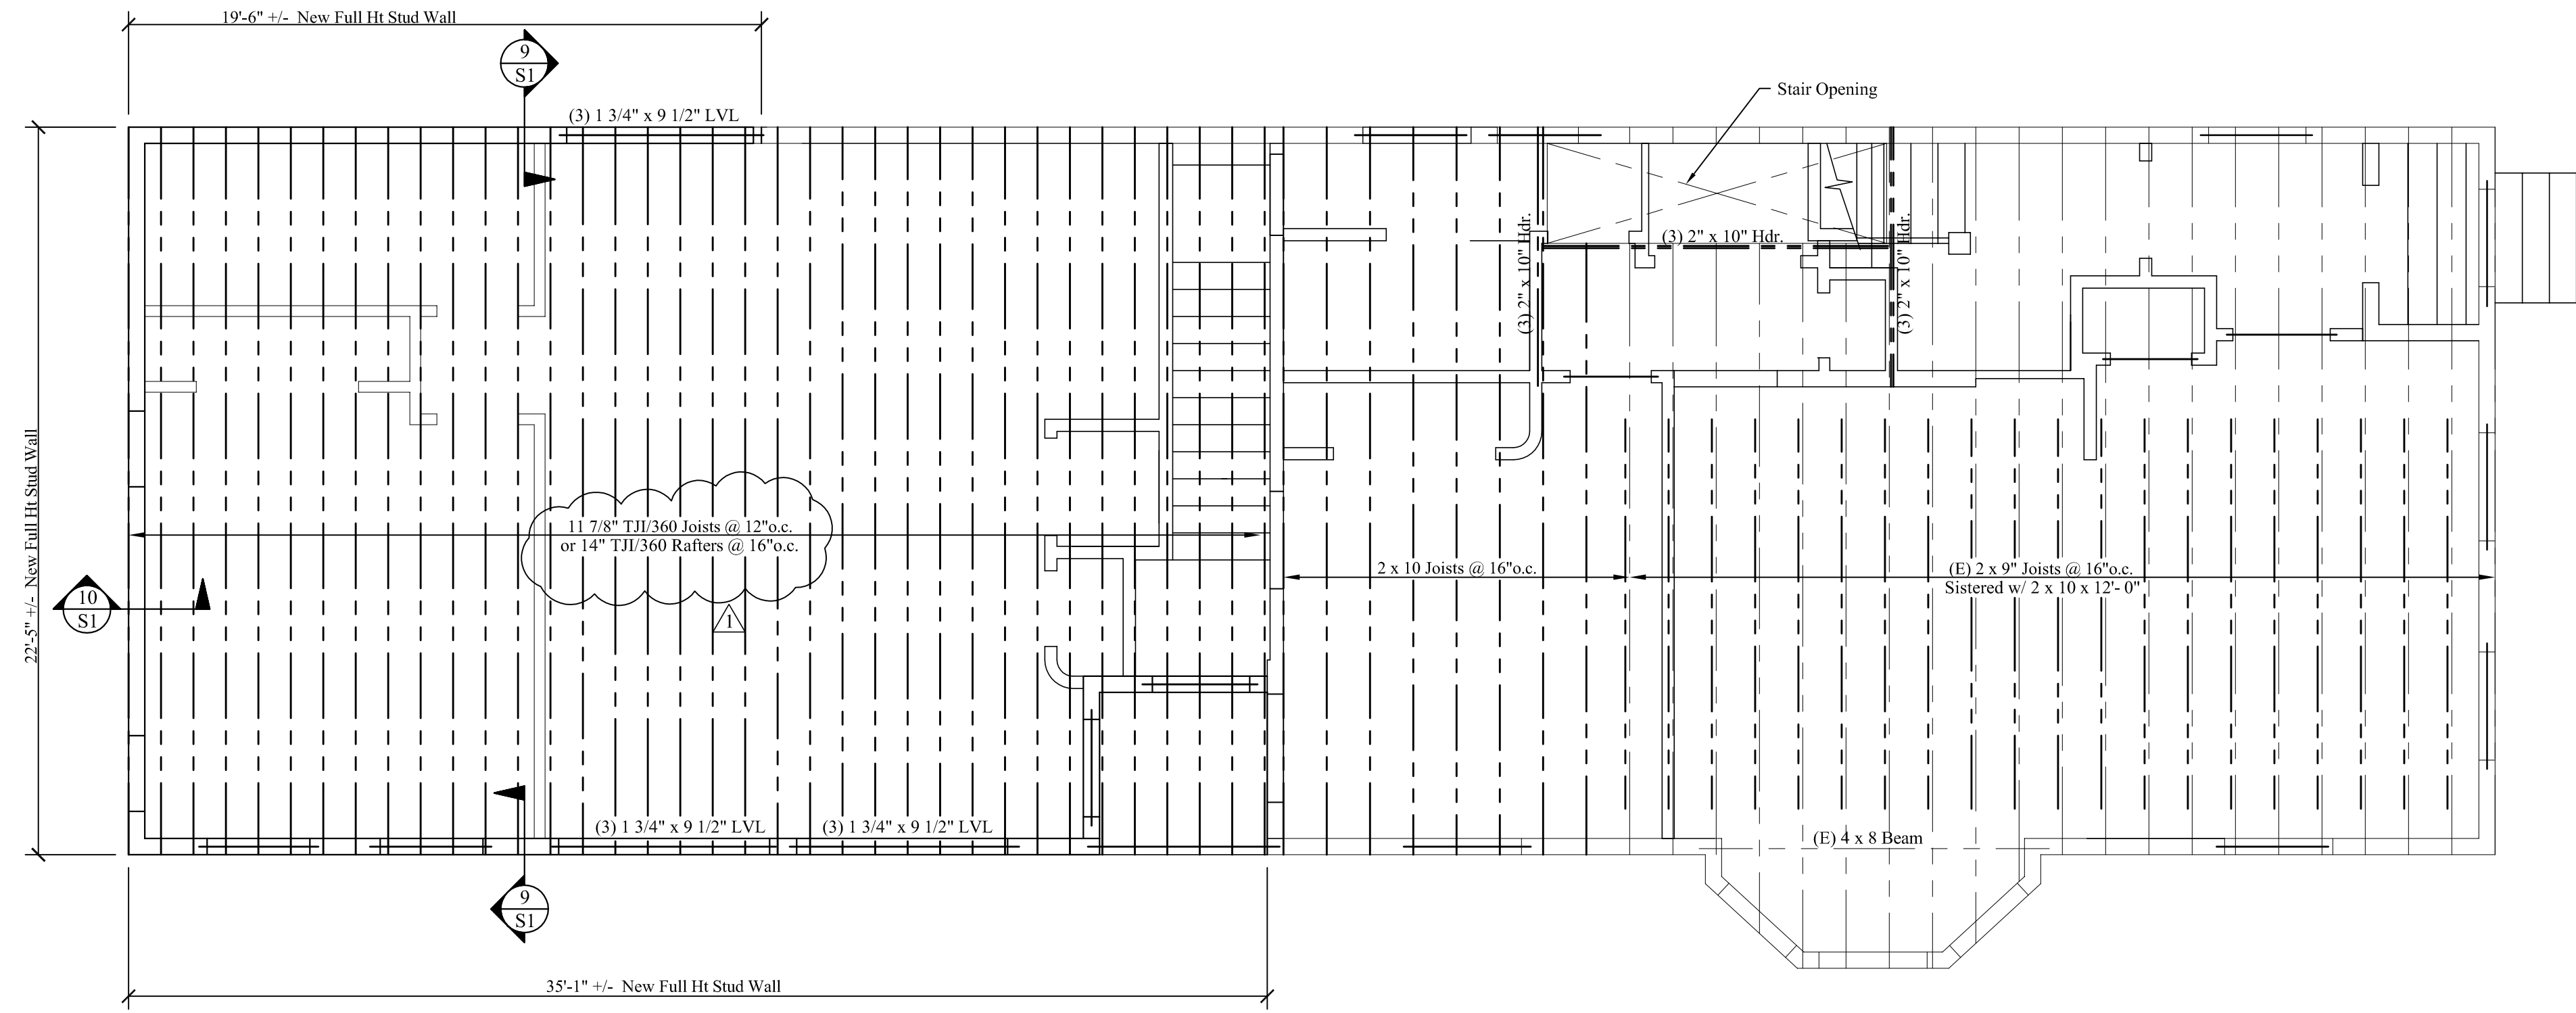 19'-6" +/-  New Full Ht Stud Wall
9
S1
Stair Opening
(3) 1 3/4" x 9 1/2" LVL
(3) 2" x 10" Hdr.
(3) 2" x 10" Hdr.
(3) 2" x 10" Hdr.
22'-5" +/-  New Full Ht Stud Wall
11 7/8" TJI/360 Joists @ 12"o.c.
or 14" TJI/360 Rafters @ 16"o.c.
1
2 x 10 Joists @ 16"o.c.
(E) 2 x 9" Joists @ 16"o.c.
Sistered w/ 2 x 10 x 12'- 0"
10
S1
(3) 1 3/4" x 9 1/2" LVL
(3) 1 3/4" x 9 1/2" LVL
(E) 4 x 8 Beam
9
S1
35'-1" +/-  New Full Ht Stud Wall